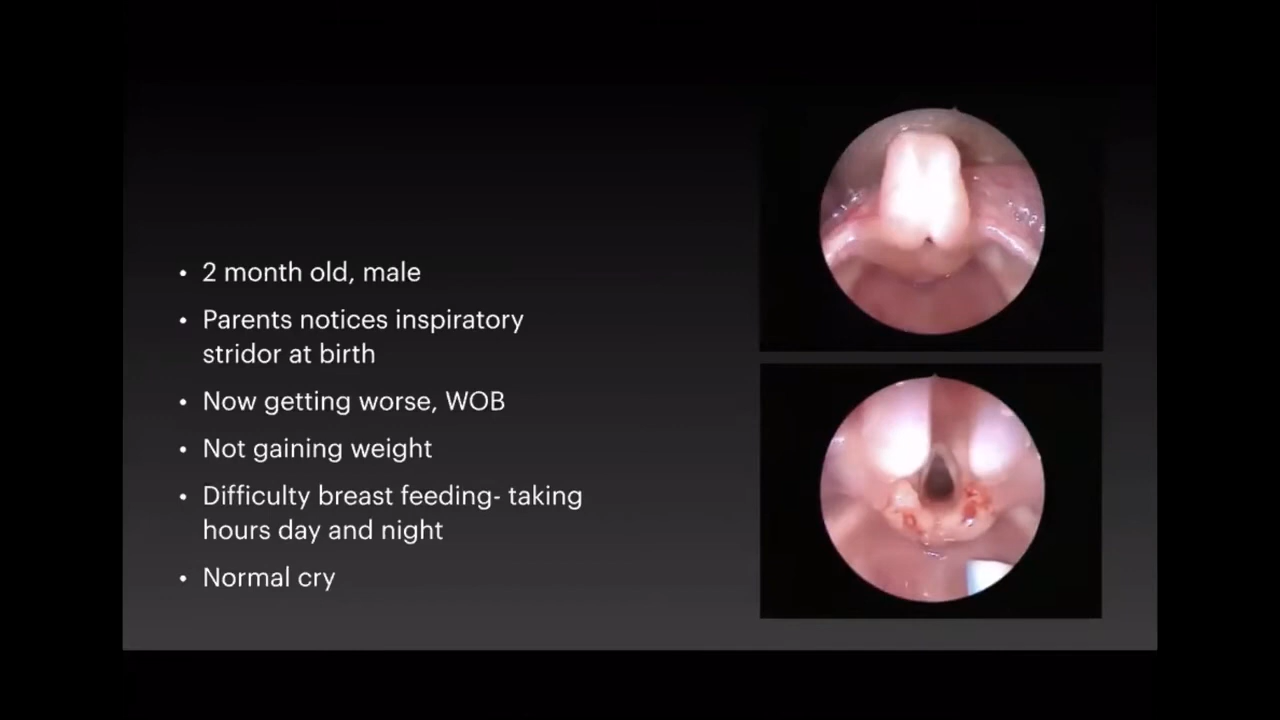 • 2 month old, male
• Parents notices inspiratory
stridor at birth
• Now getting worse, WOB
• Not gaining weight
• Difficulty breast feeding- taking
hours day and night
• Normal cry